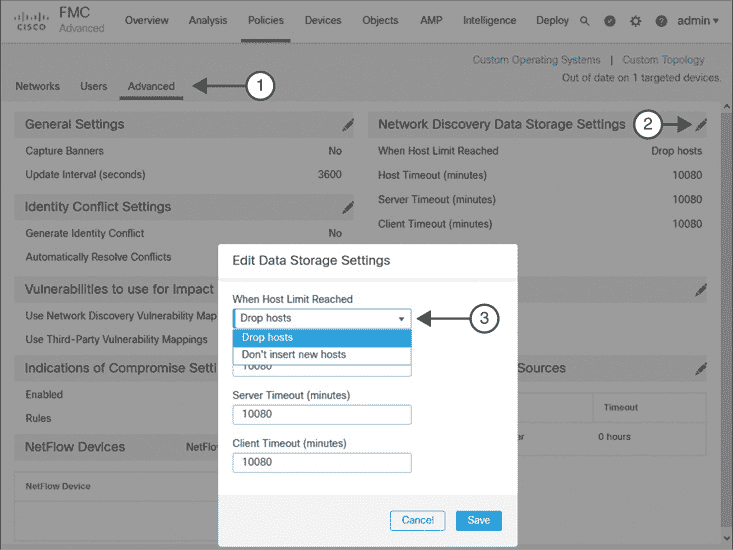 CISCO
FMC
Advanced
Overview Analysis Policies Devices Objects AMP Intelligence Deploy admin
Custom Operating Systems | Custom Topology
Out of date on 1 targeted devices.
Networks Users Advanced 1
General Settings
Capture Banners No
Update Interval (seconds) 3600
Network Discovery Data Storage Settings 2
When Host Limit Reached Drop hosts
Host Timeout (minutes) 10080
Server Timeout (minutes) 10080
Client Timeout (minutes) 10080
Identity Conflict Settings
Generate Identity Conflict No
Automatically Resolve Conflicts
Vulnerabilities to use for Impact
Use Network Discovery Vulnerability Map
Use Third-Party Vulnerability Mappings
Indications of Compromise Setti
Sources
Enabled
Rules
Timeout
er 0 hours
NetFlow Devices NetFlo
NetFlow Device
Edit Data Storage Settings
When Host Limit Reached
Drop hosts 3
Drop hosts
Don't insert new hosts
10080
Server Timeout (minutes)
10080
Client Timeout (minutes)
10080
Cancel Save